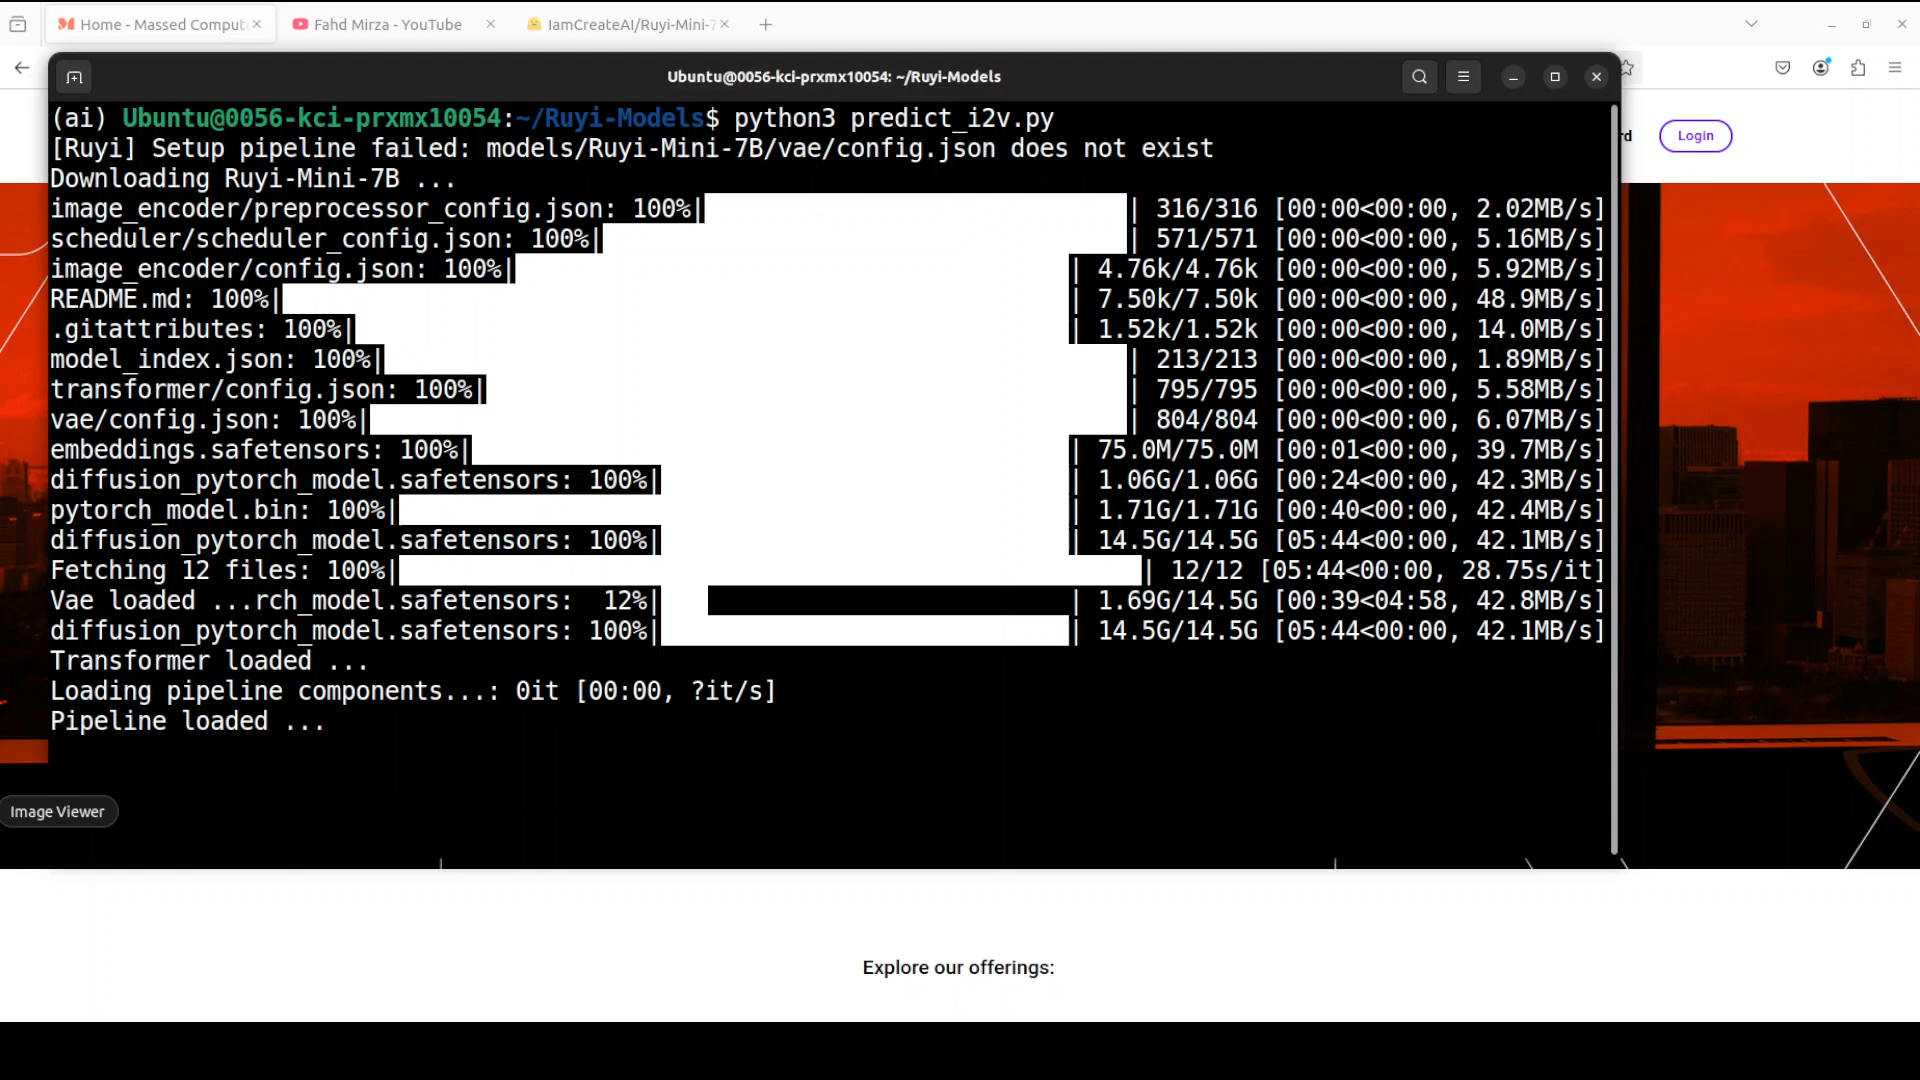 Home - Massed Comput
Fahd Mirza - YouTube
IamCreateAI/Ruyi-Mini-7
Ubuntu@0056-kci-prxmx10054: ~/Ruyi-Models
rd
Login
(ai) Ubuntu@0056-kci-prxmx10054:~/Ruyi-Models$ python3 predict_i2v.py
[Ruyi] Setup pipeline failed: models/Ruyi-Mini-7B/vae/config.json does not exist
Downloading Ruyi-Mini-7B ...
image_encoder/preprocessor_config.json: 100%| | 316/316 [00:00<00:00, 2.02MB/s]
scheduler/scheduler_config.json: 100%| | 571/571 [00:00<00:00, 5.16MB/s]
image_encoder/config.json: 100%| | 4.76k/4.76k [00:00<00:00, 5.92MB/s]
README.md: 100%| | 7.50k/7.50k [00:00<00:00, 48.9MB/s]
.gitattributes: 100%| | 1.52k/1.52k [00:00<00:00, 14.0MB/s]
model_index.json: 100%| | 213/213 [00:00<00:00, 1.89MB/s]
transformer/config.json: 100%| | 795/795 [00:00<00:00, 5.58MB/s]
vae/config.json: 100%| | 804/804 [00:00<00:00, 6.07MB/s]
embeddings.safetensors: 100%| | 75.0M/75.0M [00:01<00:00, 39.7MB/s]
diffusion_pytorch_model.safetensors: 100%| | 1.06G/1.06G [00:24<00:00, 42.3MB/s]
pytorch_model.bin: 100%| | 1.71G/1.71G [00:40<00:00, 42.4MB/s]
diffusion_pytorch_model.safetensors: 100%| | 14.5G/14.5G [05:44<00:00, 42.1MB/s]
Fetching 12 files: 100%| | 12/12 [05:44<00:00, 28.75s/it]
Vae loaded ...rch_model.safetensors:  12%| | 1.69G/14.5G [00:39<04:58, 42.8MB/s]
diffusion_pytorch_model.safetensors: 100%| | 14.5G/14.5G [05:44<00:00, 42.1MB/s]
Transformer loaded ...
Loading pipeline components...: 0it [00:00, ?it/s]
Pipeline loaded ...
Image Viewer
Explore our offerings: